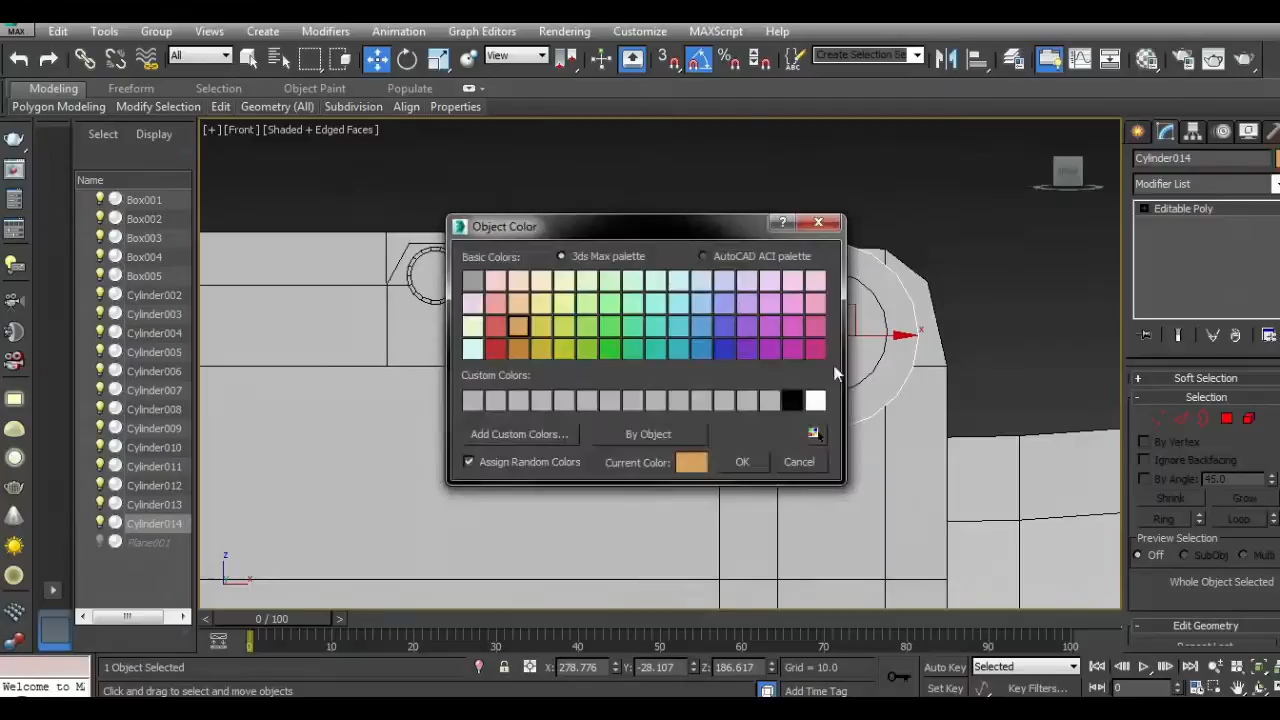 MAX Edit Tools Group Views Create Modifiers Animation Graph Editors Rendering Customize MAXScript Help
All View 3 Create Selection Se
Modeling Freeform Selection Object Paint Populate
Polygon Modeling Modify Selection Edit Geometry (All) Subdivision Align Properties
Select Display
[+] [Front] [Shaded + Edged Faces ]
Name
Box001
Box002
Box003
Box004
Box005
Cylinder002
Cylinder003
Cylinder004
Cylinder005
Cylinder006
Cylinder007
Cylinder008
Cylinder009
Cylinder010
Cylinder011
Cylinder012
Cylinder013
Cylinder014
Plane001
Object Color
?
Basic Colors: 3ds Max palette AutoCAD ACI palette
Custom Colors:
Add Custom Colors... By Object
Assign Random Colors Current Color: OK Cancel
x
z
x
Cylinder014
Modifier List
Editable Poly
+ Soft Selection
- Selection
By Vertex
Ignore Backfacing
By Angle: 45.0
Shrink Grow
Ring Loop
Preview Selection
Off SubObj Multi
Whole Object Selected
- Edit Geometry
< 0 / 100 >
0 10 20 30 40 50 60 70 80 90 100
1 Object Selected X: 278.776 Y: -28.107 Z: 186.617 Grid = 10.0 Auto Key Selected
Welcome to M
Click and drag to select and move objects Add Time Tag Set Key Key Filters... 0